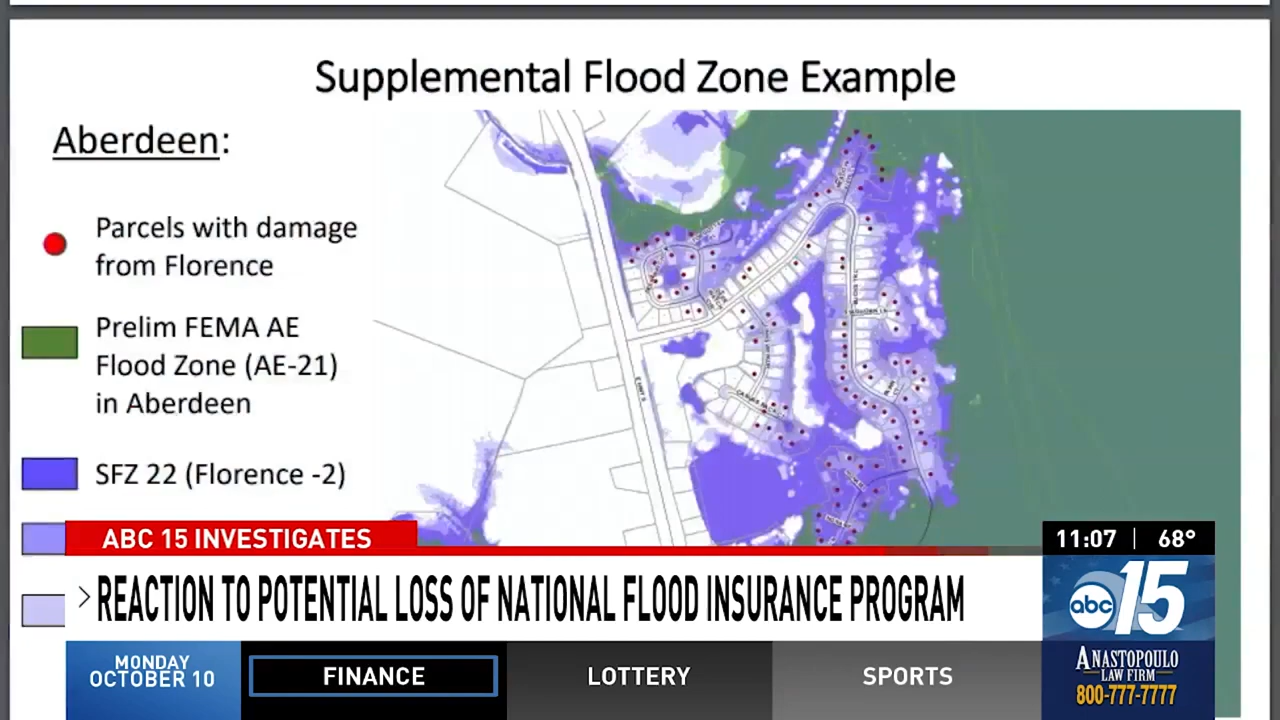 Supplemental Flood Zone Example
Aberdeen:
Parcels with damage
from Florence
Prelim FEMA AE
Flood Zone (AE-21)
in Aberdeen
SFZ 22 (Florence -2)
ABC 15 INVESTIGATES
11:07 | 68°
> REACTION TO POTENTIAL LOSS OF NATIONAL FLOOD INSURANCE PROGRAM
abc 15
MONDAY
OCTOBER 10
FINANCE
LOTTERY
SPORTS
ANASTOPOULO
LAW FIRM
800-777-7777